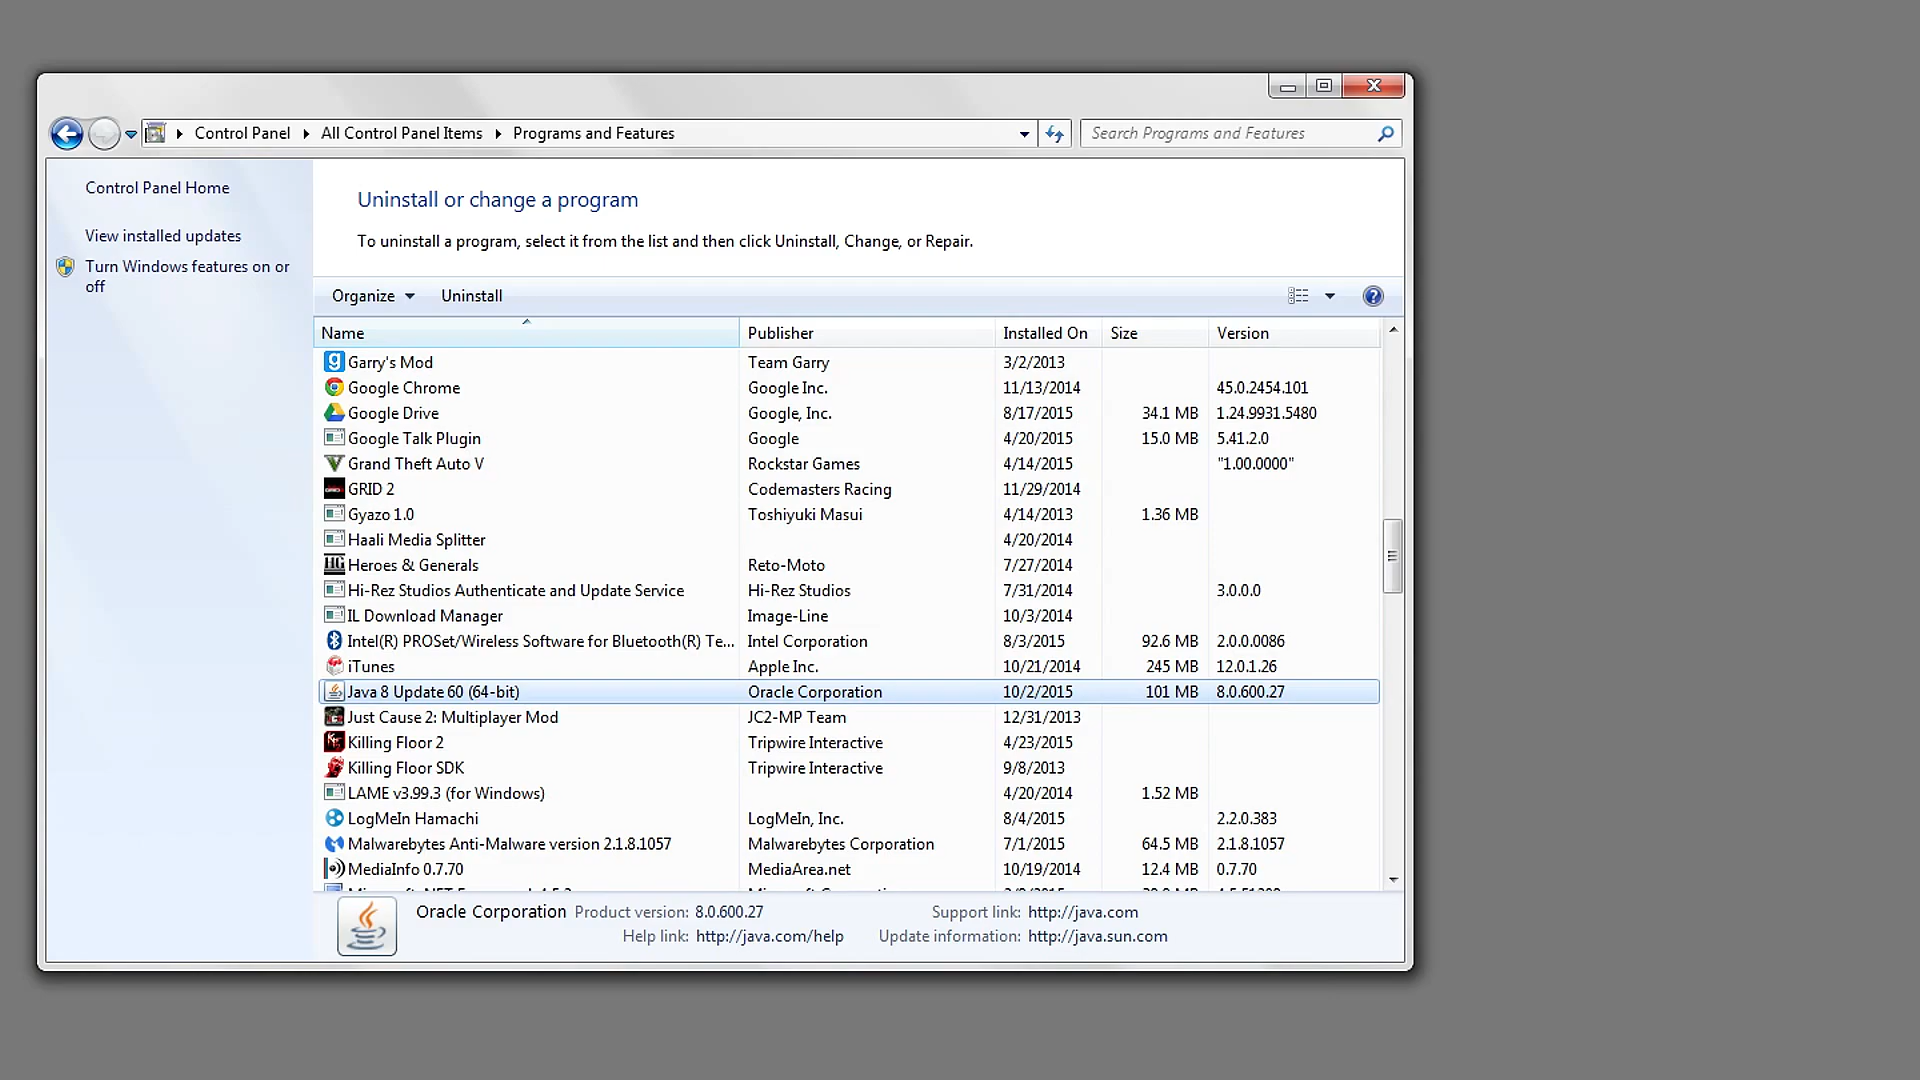 Control Panel All Control Panel Items Programs and Features Search Programs and Features
Control Panel Home
View installed updates
Turn Windows features on or
off
Uninstall or change a program
To uninstall a program, select it from the list and then click Uninstall, Change, or Repair.
Organize Uninstall
Name Publisher Installed On Size Version
Garry's Mod Team Garry 3/2/2013
Google Chrome Google Inc. 11/13/2014 45.0.2454.101
Google Drive Google, Inc. 8/17/2015 34.1 MB 1.24.9931.5480
Google Talk Plugin Google 4/20/2015 15.0 MB 5.41.2.0
Grand Theft Auto V Rockstar Games 4/14/2015 "1.00.0000"
GRID 2 Codemasters Racing 11/29/2014
Gyazo 1.0 Toshiyuki Masui 4/14/2013 1.36 MB
Haali Media Splitter 4/20/2014
Heroes & Generals Reto-Moto 7/27/2014
Hi-Rez Studios Authenticate and Update Service Hi-Rez Studios 7/31/2014 3.0.0.0
IL Download Manager Image-Line 10/3/2014
Intel(R) PROSet/Wireless Software for Bluetooth(R) Te... Intel Corporation 8/3/2015 92.6 MB 2.0.0.0086
iTunes Apple Inc. 10/21/2014 245 MB 12.0.1.26
Java 8 Update 60 (64-bit) Oracle Corporation 10/2/2015 101 MB 8.0.600.27
Just Cause 2: Multiplayer Mod JC2-MP Team 12/31/2013
Killing Floor 2 Tripwire Interactive 4/23/2015
Killing Floor SDK Tripwire Interactive 9/8/2013
LAME v3.99.3 (for Windows) 4/20/2014 1.52 MB
LogMeIn Hamachi LogMeIn, Inc. 8/4/2015 2.2.0.383
Malwarebytes Anti-Malware version 2.1.8.1057 Malwarebytes Corporation 7/1/2015 64.5 MB 2.1.8.1057
MediaInfo 0.7.70 MediaArea.net 10/19/2014 12.4 MB 0.7.70
Oracle Corporation Product version: 8.0.600.27 Support link: http://java.com
Help link: http://java.com/help Update information: http://java.sun.com